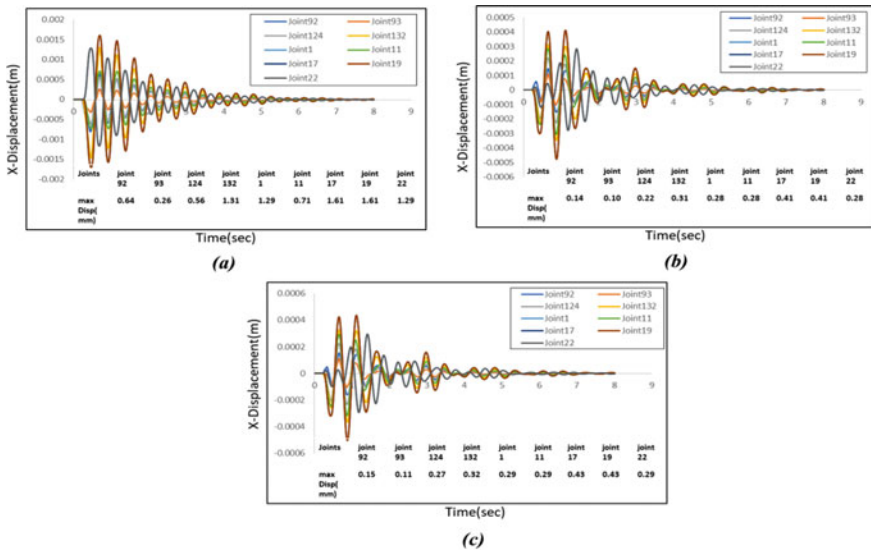 0.002
0.0015
0.001
0.0005
0
-0.0005
-0.001
-0.0015
-0.002
X-Displacement(m)
Joint92 Joint93
Joint124 Joint132
Joint1 Joint11
Joint17 Joint19
Joint22
0 1 2 3 4 5 6 7 8 9
Joints joint joint joint joint joint joint joint joint joint
92 93 124 132 1 11 17 19 22
max 0.64 0.26 0.56 1.31 1.29 0.71 1.61 1.61 1.29
Disp(
mm)
Time(sec)
(a)
0.0005
0.0004
0.0003
0.0002
0.0001
0
-0.0001
-0.0002
-0.0003
-0.0004
-0.0005
-0.0006
X-Displacement(m)
Joint92 Joint93
Joint124 Joint132
Joint1 Joint11
Joint17 Joint19
Joint22
0 1 2 3 4 5 6 7 8 9
Joints joint joint joint joint joint joint joint joint joint
92 93 124 132 1 11 17 19 22
max 0.14 0.10 0.22 0.31 0.28 0.28 0.41 0.41 0.28
Disp(
mm)
Time(sec)
(b)
0.0006
0.0004
0.0002
0
-0.0002
-0.0004
-0.0006
X-Displacement(m)
Joint92 Joint93
Joint124 Joint132
Joint1 Joint11
Joint17 Joint19
Joint22
0 1 2 3 4 5 6 7 8 9
Joints joint joint joint joint joint joint joint joint joint
92 93 124 132 1 11 17 19 22
max 0.15 0.11 0.27 0.32 0.29 0.29 0.43 0.43 0.29
Disp(
mm)
Time(sec)
(c)